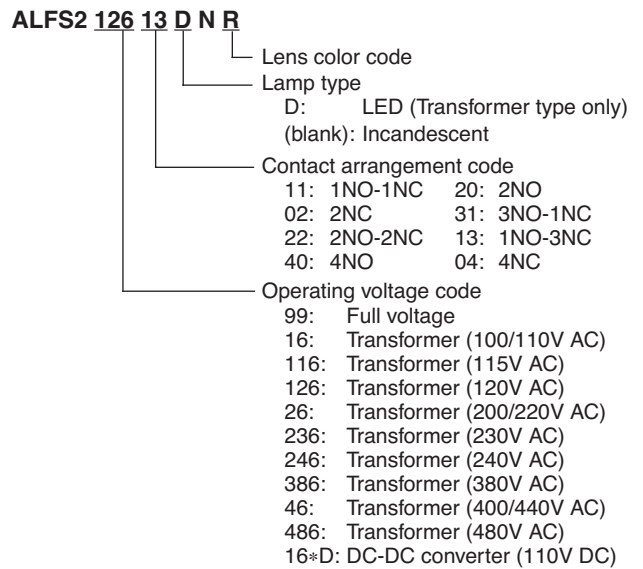 ALFS2 126 13 D N R
Lens color code
Lamp type
D: LED (Transformer type only)
(blank): Incandescent
Contact arrangement code
11: 1NO-1NC 20: 2NO
02: 2NC 31: 3NO-1NC
22: 2NO-2NC 13: 1NO-3NC
40: 4NO 04: 4NC
Operating voltage code
99: Full voltage
16: Transformer (100/110V AC)
116: Transformer (115V AC)
126: Transformer (120V AC)
26: Transformer (200/220V AC)
236: Transformer (230V AC)
246: Transformer (240V AC)
386: Transformer (380V AC)
46: Transformer (400/440V AC)
486: Transformer (480V AC)
16*D: DC-DC converter (110V DC)